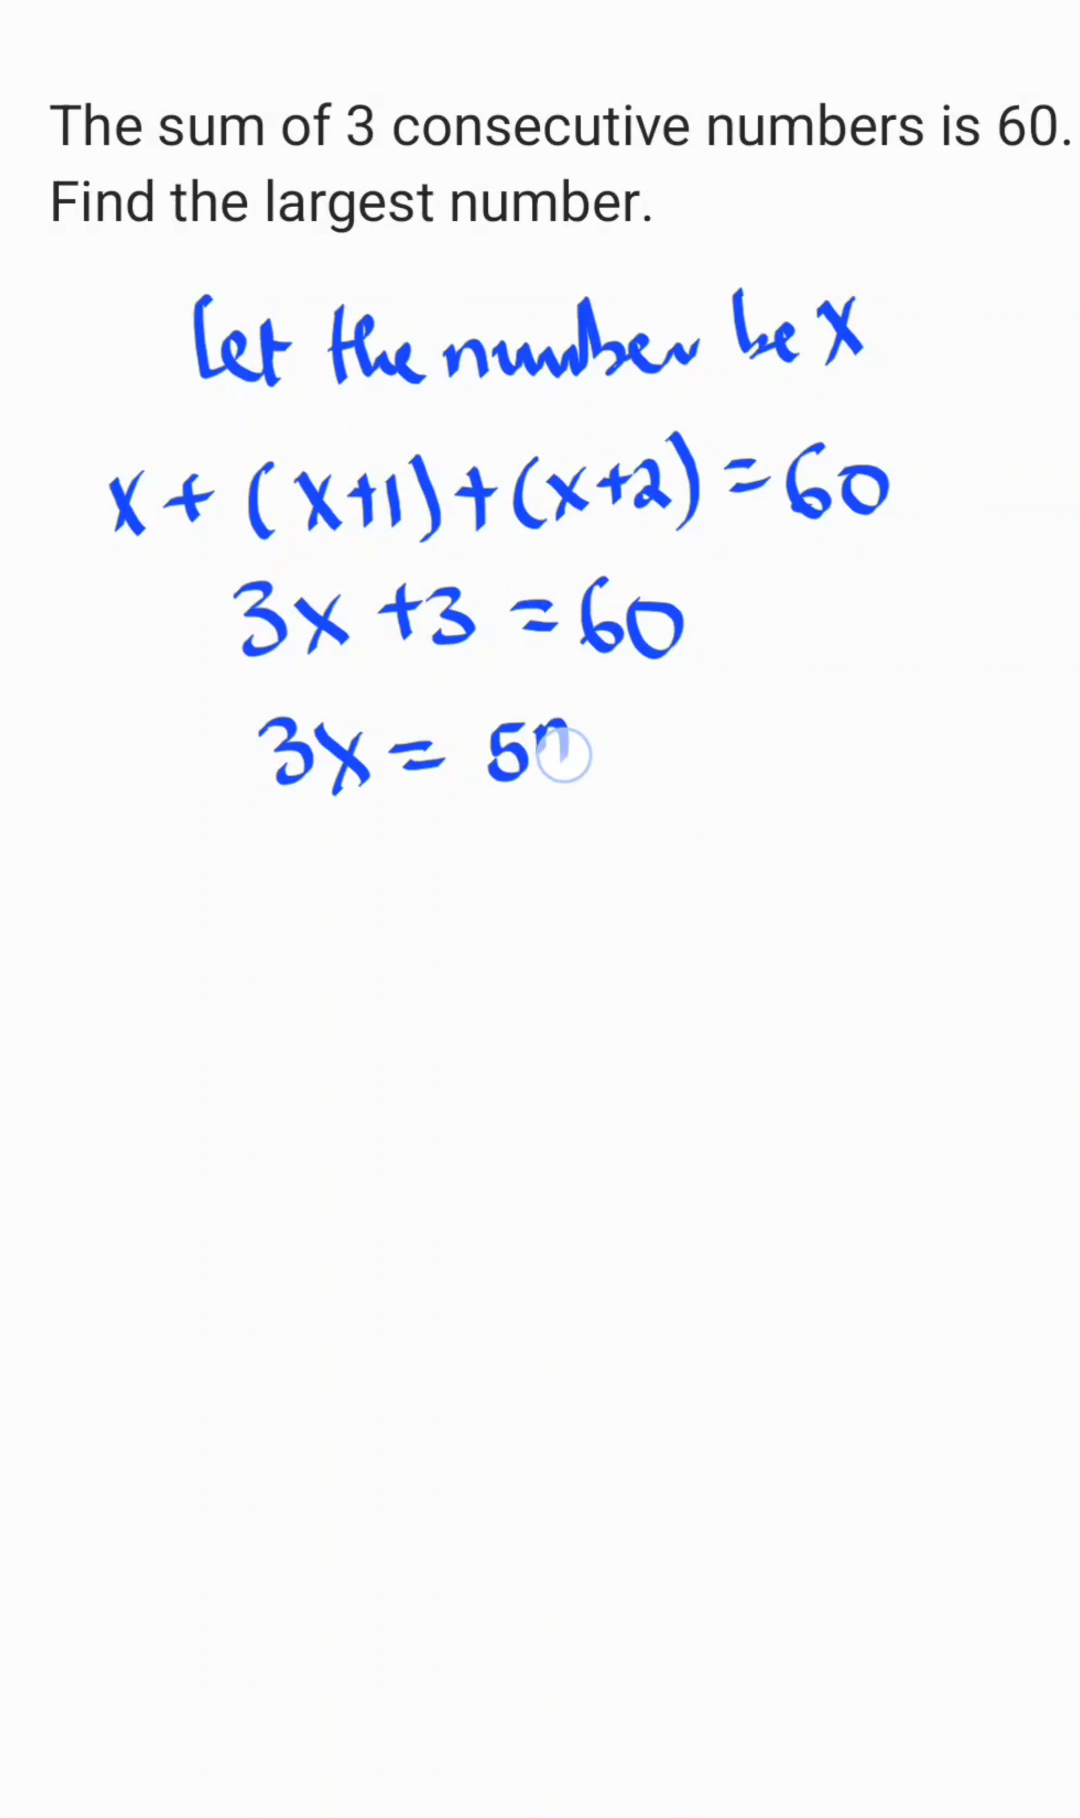 The sum of 3 consecutive numbers is 60.
Find the largest number.
Let the number be x
x + (x+1) + (x+2) = 60
3x + 3 = 60
3x = 57